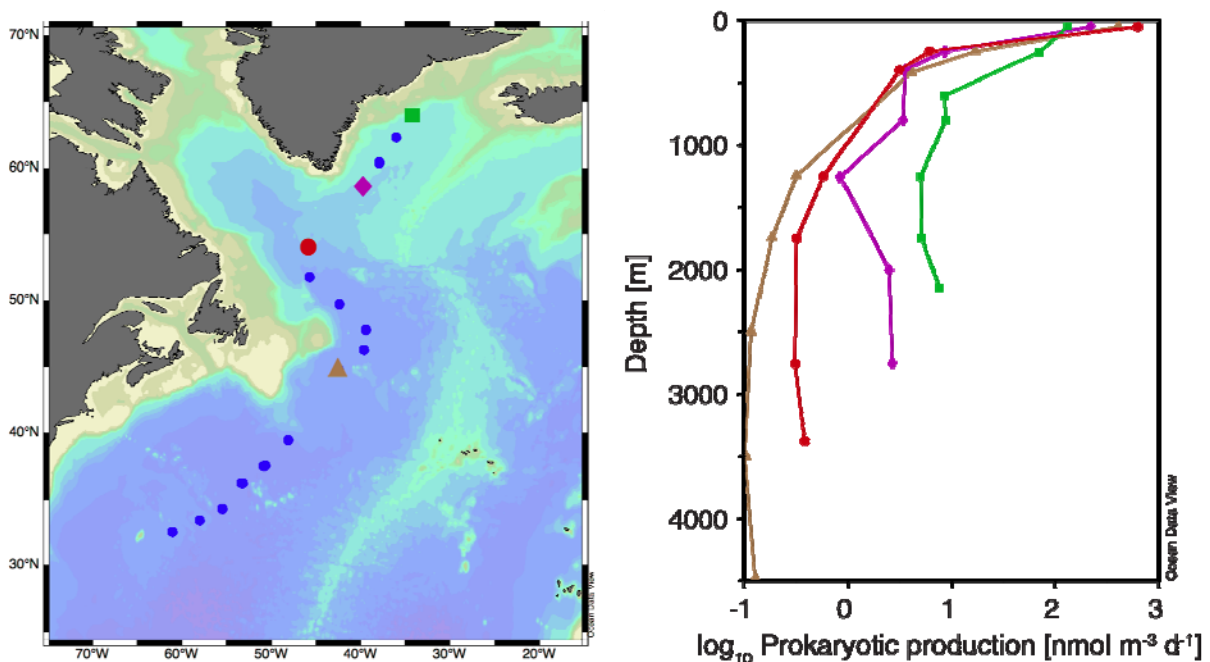 70°N
60°N
50°N
40°N
30°N
70°W 60°W 50°W 40°W 30°W 20°W
Ocean Data View
0
1000
2000
3000
4000
Depth [m]
-1 0 1 2 3
log₁₀ Prokaryotic production [nmol m⁻³ d⁻¹]
Ocean Data View